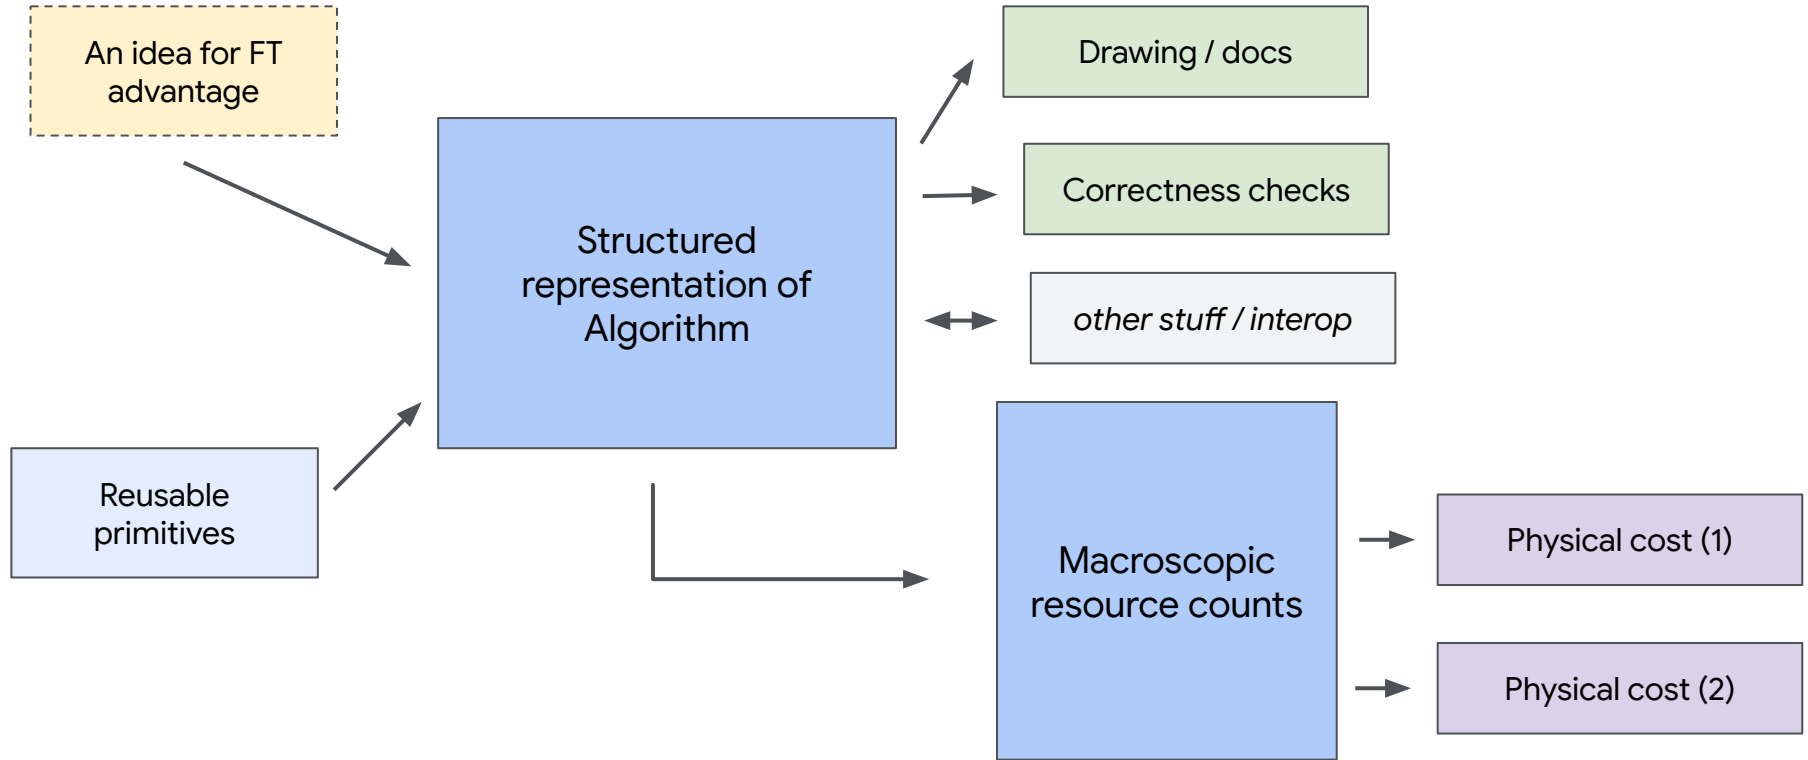 An idea for FT
advantage
Reusable
primitives
Structured
representation of
Algorithm
Drawing / docs
Correctness checks
other stuff / interop
Macroscopic
resource counts
Physical cost (1)
Physical cost (2)